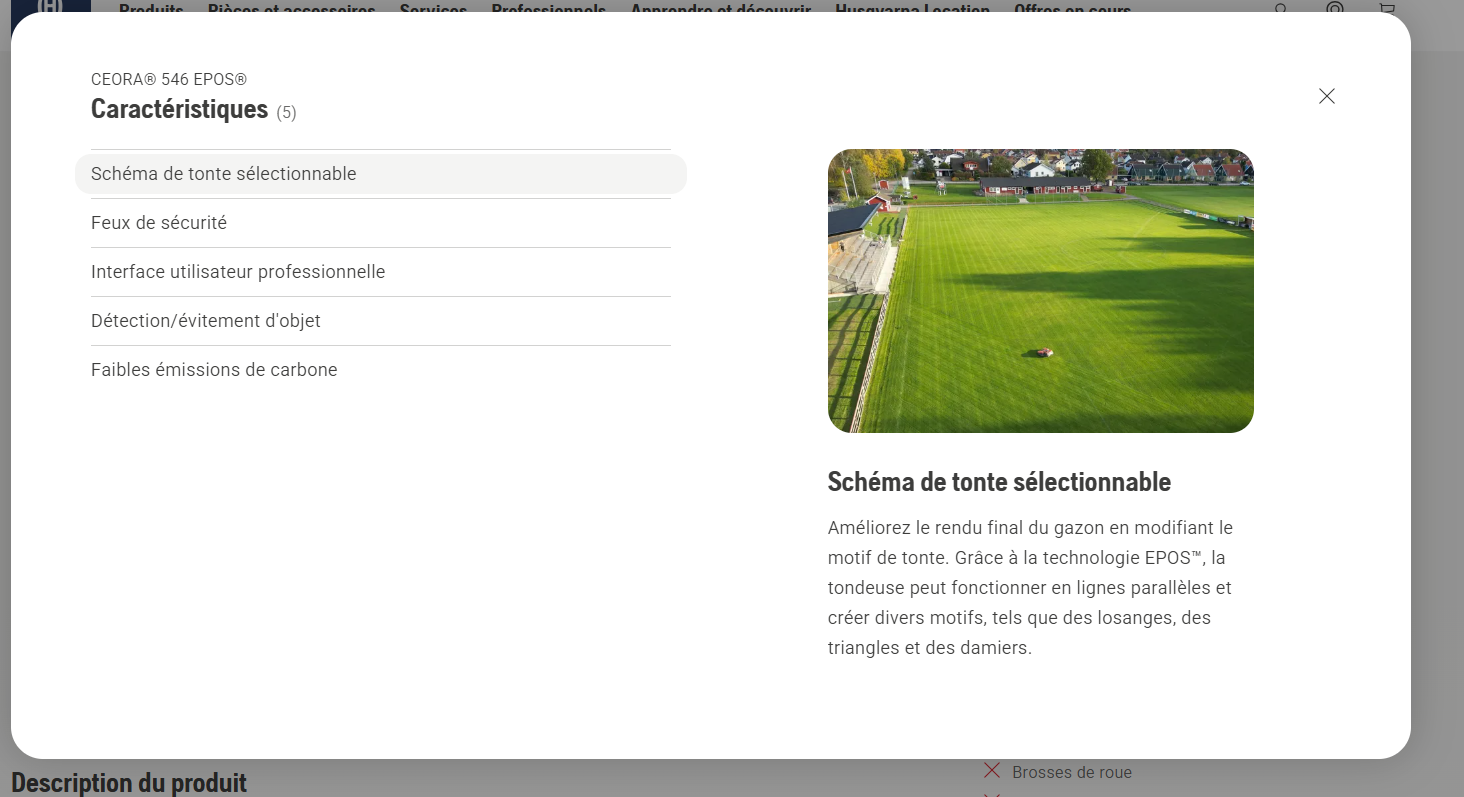 Produits Pièces et accessoires Services Professionnels Apprendre et découvrir Husqvarna Location Offres en cours
CEORA® 546 EPOS®
Caractéristiques (5)
Schéma de tonte sélectionnable
Feux de sécurité
Interface utilisateur professionnelle
Détection/évitement d'objet
Faibles émissions de carbone
Schéma de tonte sélectionnable
Améliorez le rendu final du gazon en modifiant le
motif de tonte. Grâce à la technologie EPOS™, la
tondeuse peut fonctionner en lignes parallèles et
créer divers motifs, tels que des losanges, des
triangles et des damiers.
Description du produit
Brosses de roue